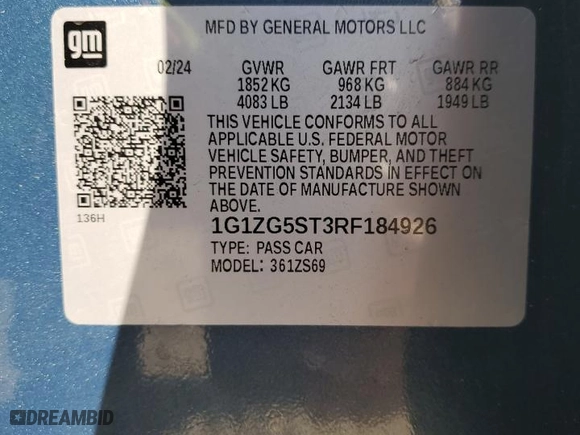 gm
MFD BY GENERAL MOTORS LLC
02/24 GVWR GAWR FRT GAWR RR
1852 KG 968 KG 884 KG
4083 LB 2134 LB 1949 LB
THIS VEHICLE CONFORMS TO ALL
APPLICABLE U.S. FEDERAL MOTOR
VEHICLE SAFETY, BUMPER, AND THEFT
PREVENTION STANDARDS IN EFFECT ON
THE DATE OF MANUFACTURE SHOWN
ABOVE.
136H
1G1ZG5ST3RF184926
TYPE: PASS CAR
MODEL: 361ZS69
DREAMBID